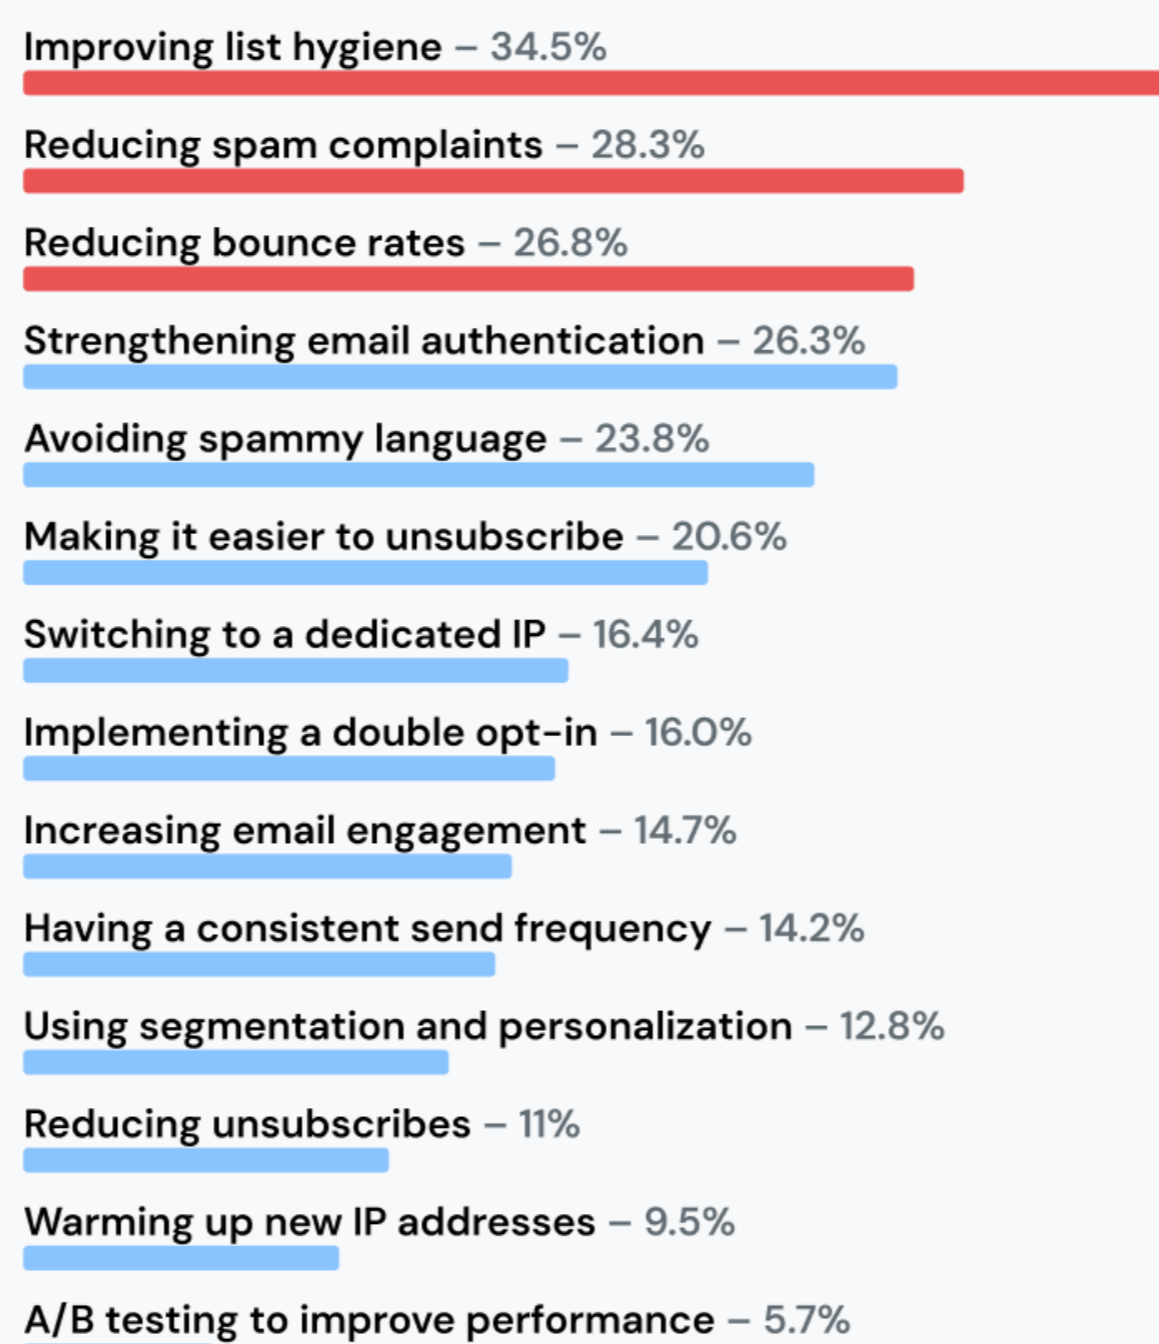 Improving list hygiene – 34.5%
Reducing spam complaints – 28.3%
Reducing bounce rates – 26.8%
Strengthening email authentication – 26.3%
Avoiding spammy language – 23.8%
Making it easier to unsubscribe – 20.6%
Switching to a dedicated IP – 16.4%
Implementing a double opt-in – 16.0%
Increasing email engagement – 14.7%
Having a consistent send frequency – 14.2%
Using segmentation and personalization – 12.8%
Reducing unsubscribes – 11%
Warming up new IP addresses – 9.5%
A/B testing to improve performance – 5.7%